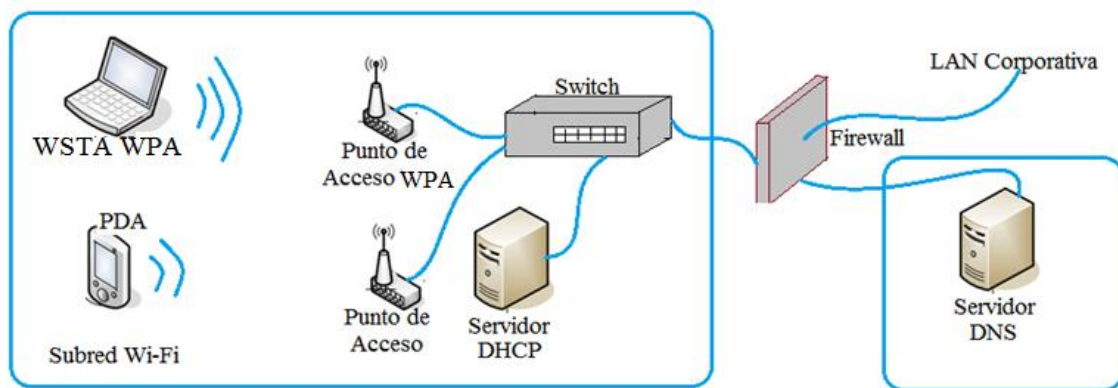 WSTA WPA
PDA
Subred Wi-Fi
Punto de
Acceso WPA
Punto de
Acceso
Switch
Servidor
DHCP
Firewall
LAN Corporativa
Servidor
DNS